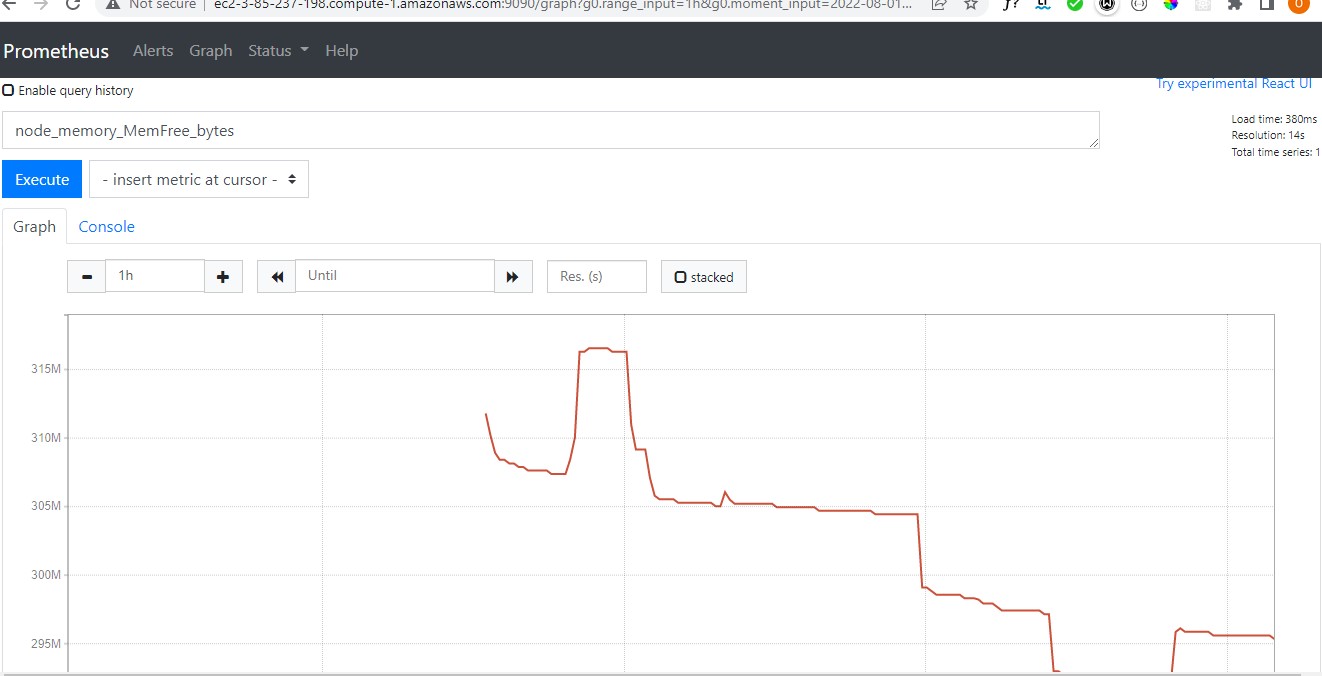 Not secure | ec2-3-85-237-198.compute-1.amazonaws.com:9090/graph?g0.range_input=1h&g0.moment_input=2022-08-01...
Prometheus Alerts Graph Status Help
Enable query history
Try experimental React UI
node_memory_MemFree_bytes
Load time: 380ms
Resolution: 14s
Total time series: 1
Execute
- insert metric at cursor -
Graph Console
1h
Until
Res. (s)
stacked
315M
310M
305M
300M
295M